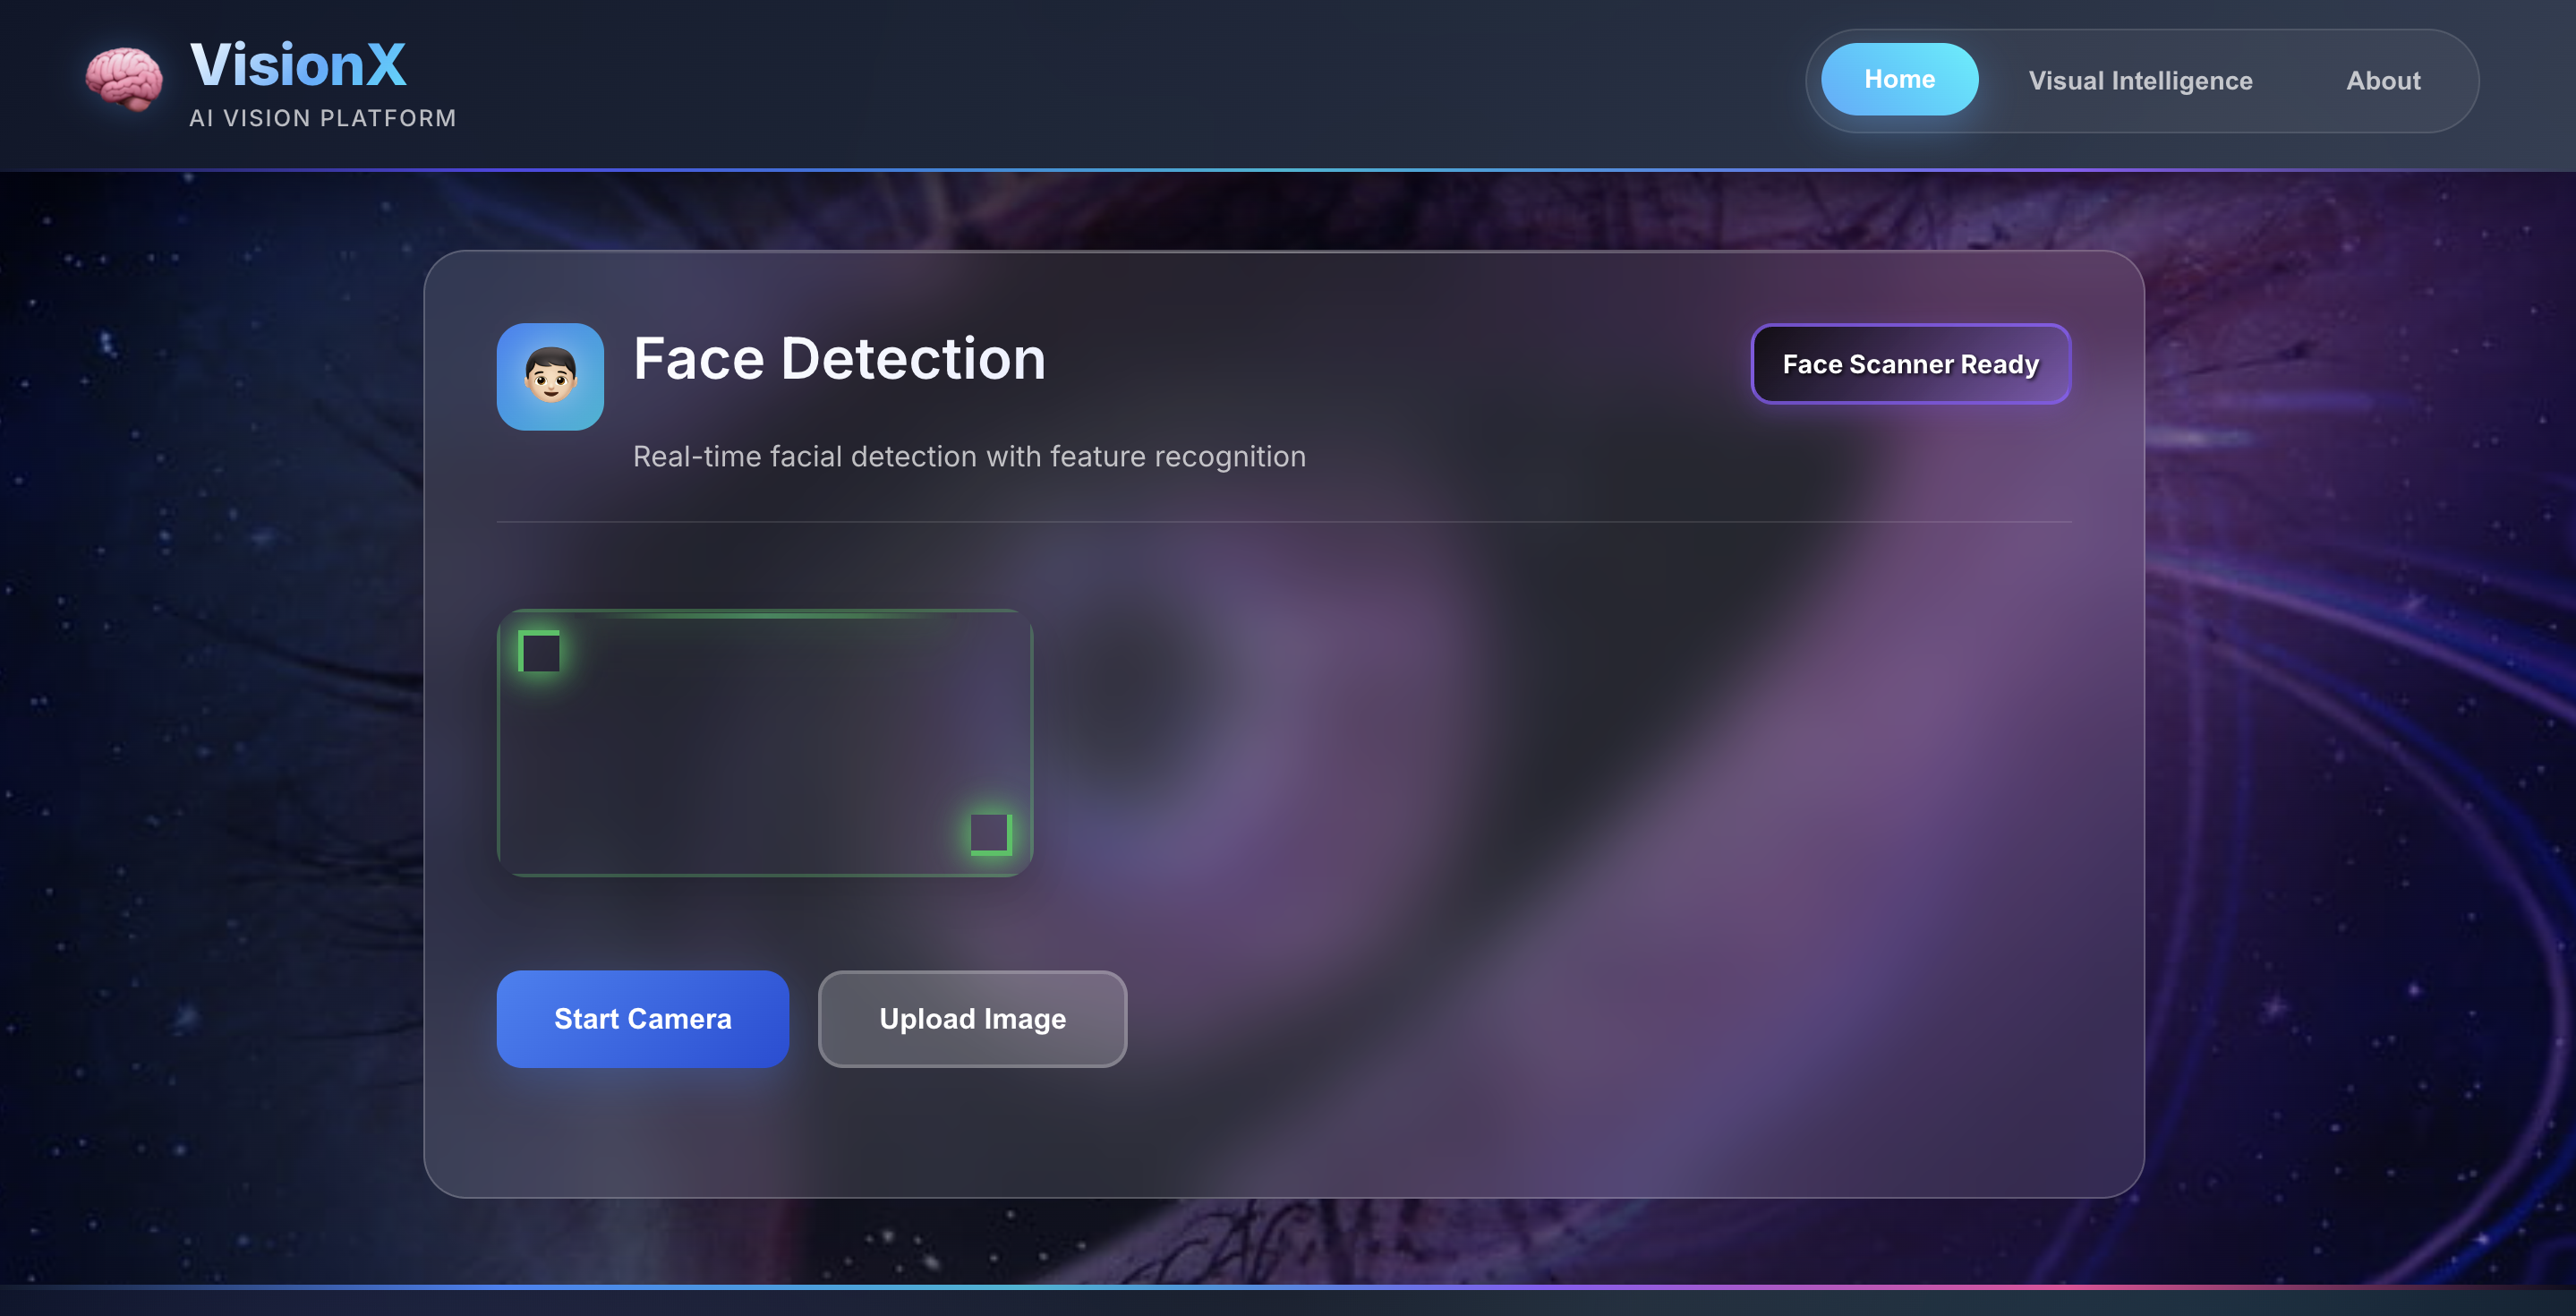 VisionX
AI VISION PLATFORM
Home
Visual Intelligence
About
Face Detection
Face Scanner Ready
Real-time facial detection with feature recognition
Start Camera
Upload Image